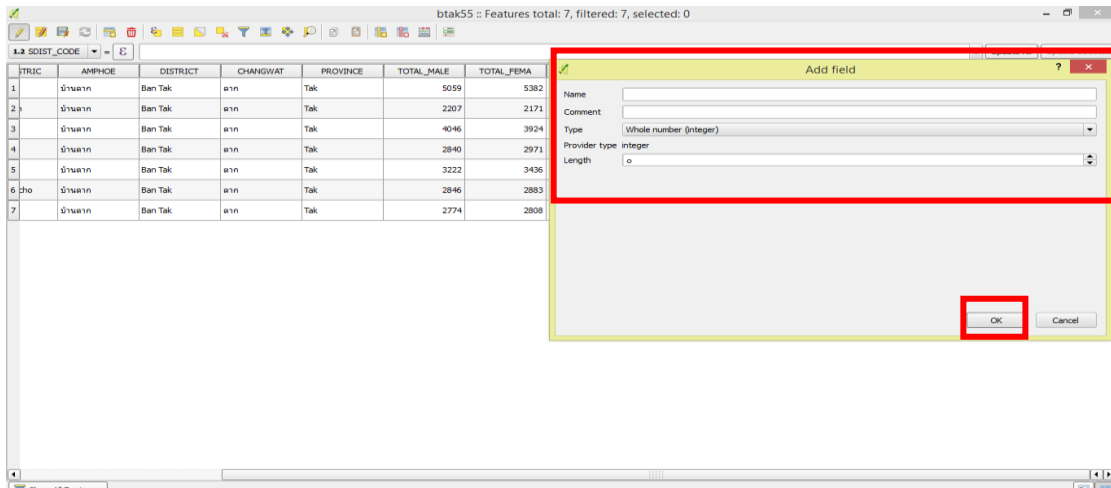 btak55 :: Features total: 7, filtered: 7, selected: 0
1.2 SDIST_CODE = ε
TRIC AMPHOE DISTRICT CHANGWAT PROVINCE TOTAL_MALE TOTAL_FEMA
1 บ้านตาก Ban Tak ตาก Tak 5059 5382
2 บ้านตาก Ban Tak ตาก Tak 2207 2171
3 บ้านตาก Ban Tak ตาก Tak 4046 3924
4 บ้านตาก Ban Tak ตาก Tak 2840 2971
5 บ้านตาก Ban Tak ตาก Tak 3222 3436
6 cho บ้านตาก Ban Tak ตาก Tak 2846 2883
7 บ้านตาก Ban Tak ตาก Tak 2774 2808
Add field
Name
Comment
Type Whole number (integer)
Provider type integer
Length 0
OK Cancel